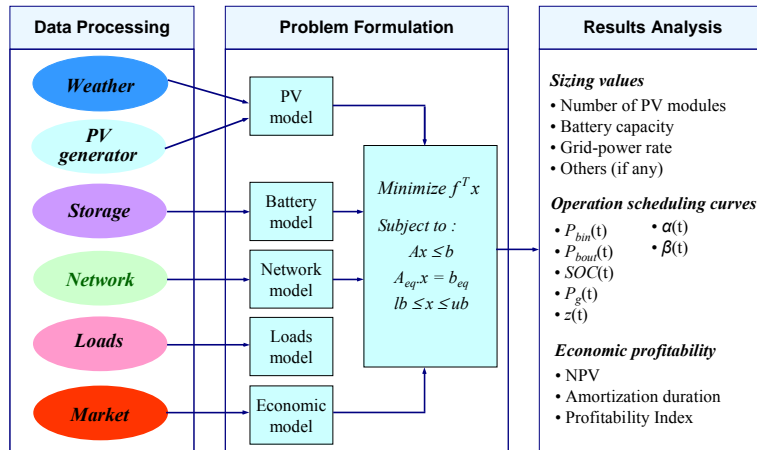 Data Processing
Weather
PV
generator
Storage
Network
Loads
Market
Problem Formulation
PV
model
Battery
model
Network
model
Loads
model
Economic
model
Minimize f^T x
Subject to :
Ax ≤ b
A_eq.x = b_eq
lb ≤ x ≤ ub
Results Analysis
Sizing values
• Number of PV modules
• Battery capacity
• Grid-power rate
• Others (if any)
Operation scheduling curves
• P_bin(t)
• P_bout(t)
• SOC(t)
• P_g(t)
• z(t)
• α(t)
• β(t)
Economic profitability
• NPV
• Amortization duration
• Profitability Index